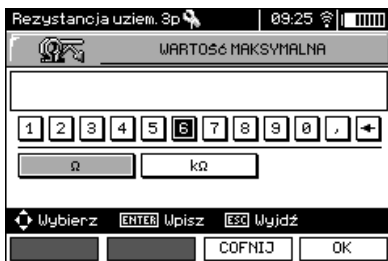 Rezystancja uziem. 3p 09:25
WARTOŚĆ MAKSYMALNA
1 2 3 4 5 6 7 8 9 0 , ←
Ω kΩ
Wybierz ENTER Wpisz ESC Wyjdź
COFNIJ OK